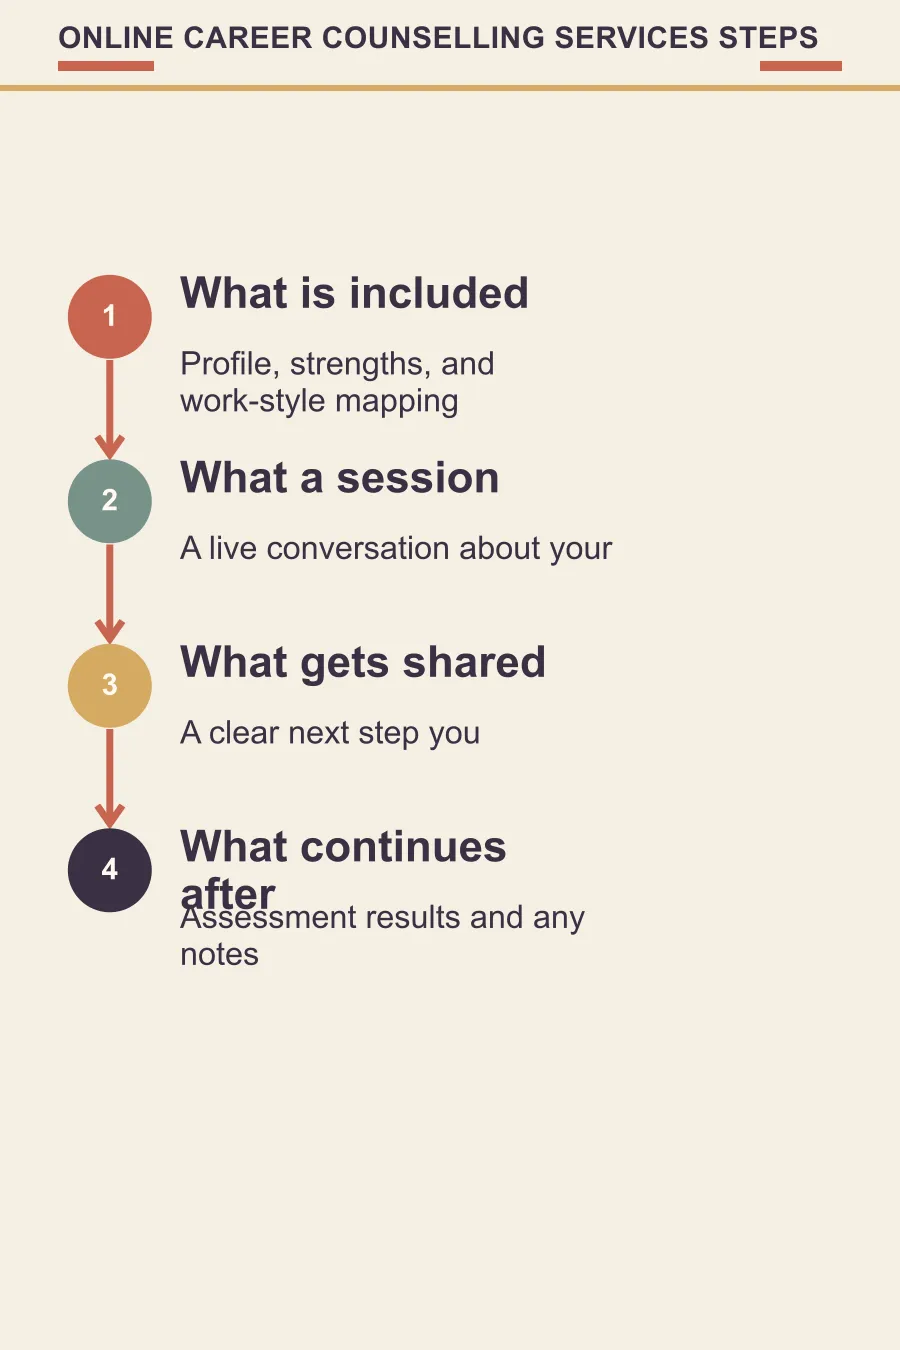 ONLINE CAREER COUNSELLING SERVICES STEPS
1
What is included
Profile, strengths, and
work-style mapping
2
What a session
A live conversation about your
3
What gets shared
A clear next step you
4
What continues
after
Assessment results and any
notes